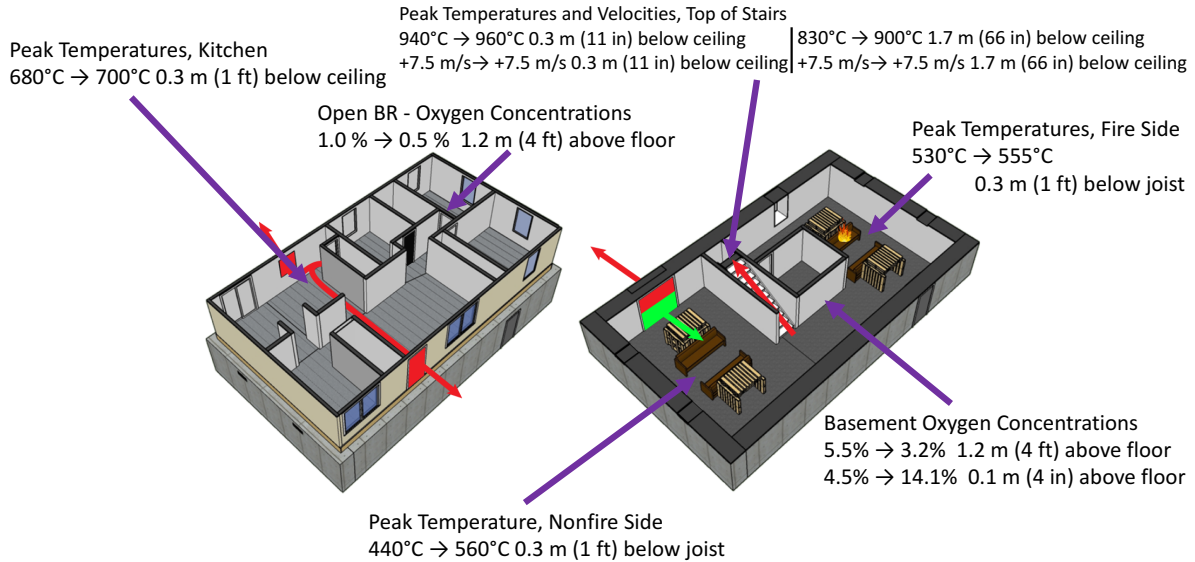 Peak Temperatures and Velocities, Top of Stairs
940°C → 960°C 0.3 m (11 in) below ceiling
+7.5 m/s→ +7.5 m/s 0.3 m (11 in) below ceiling
830°C → 900°C 1.7 m (66 in) below ceiling
+7.5 m/s→ +7.5 m/s 1.7 m (66 in) below ceiling
Peak Temperatures, Kitchen
680°C → 700°C 0.3 m (1 ft) below ceiling
Open BR - Oxygen Concentrations
1.0 % → 0.5 % 1.2 m (4 ft) above floor
Peak Temperatures, Fire Side
530°C → 555°C
0.3 m (1 ft) below joist
Basement Oxygen Concentrations
5.5% → 3.2% 1.2 m (4 ft) above floor
4.5% → 14.1% 0.1 m (4 in) above floor
Peak Temperature, Nonfire Side
440°C → 560°C 0.3 m (1 ft) below joist